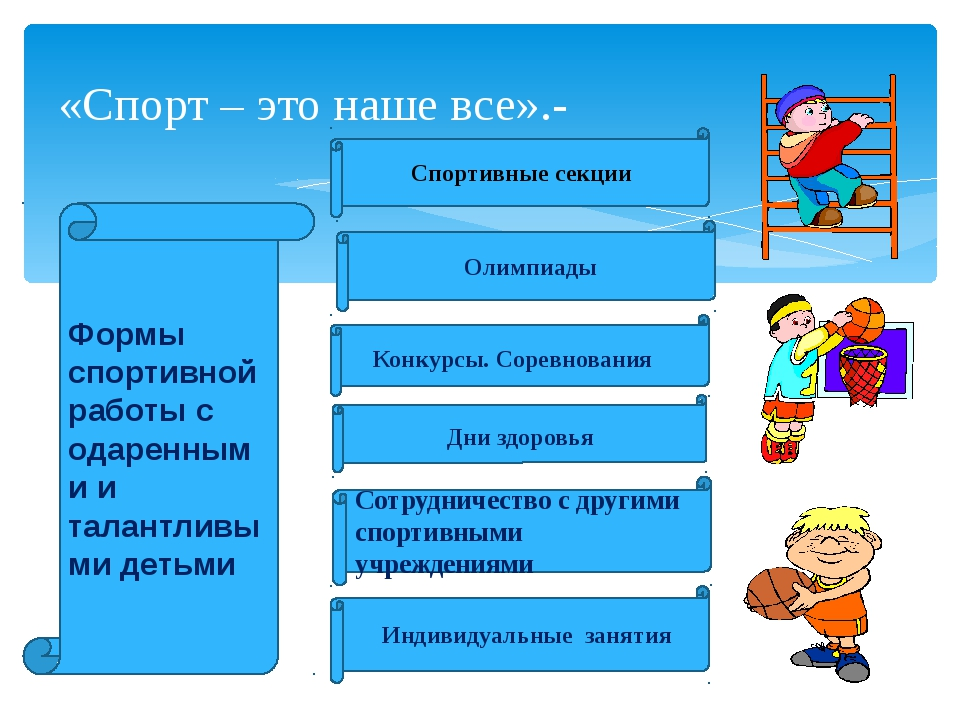 «Спорт – это наше все».-
Формы
спортивной
работы с
одаренным
и и
талантливы
ми детьми
Спортивные секции
Олимпиады
Конкурсы. Соревнования
Дни здоровья
Сотрудничество с другими
спортивными
учреждениями
Индивидуальные занятия